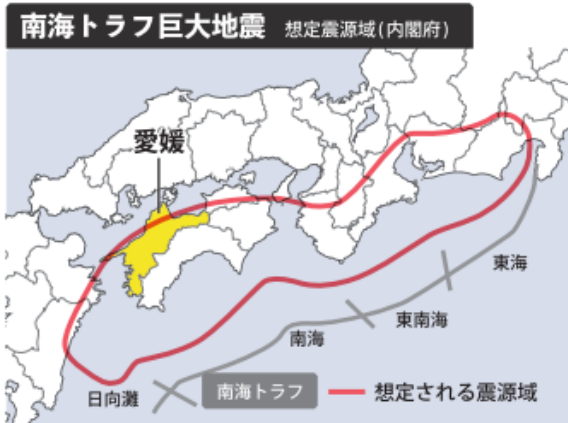 南海トラフ巨大地震 想定震源域(内閣府)
愛媛
東海
東南海
南海
南海トラフ
想定される震源域
日向灘